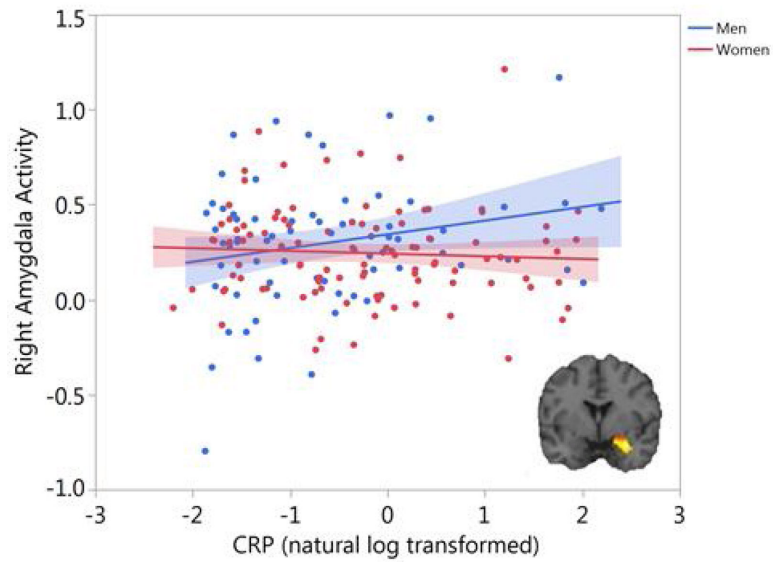 Men
Women
1.5
1.0
0.5
0.0
-0.5
-1.0
Right Amygdala Activity
-3 -2 -1 0 1 2 3
CRP (natural log transformed)